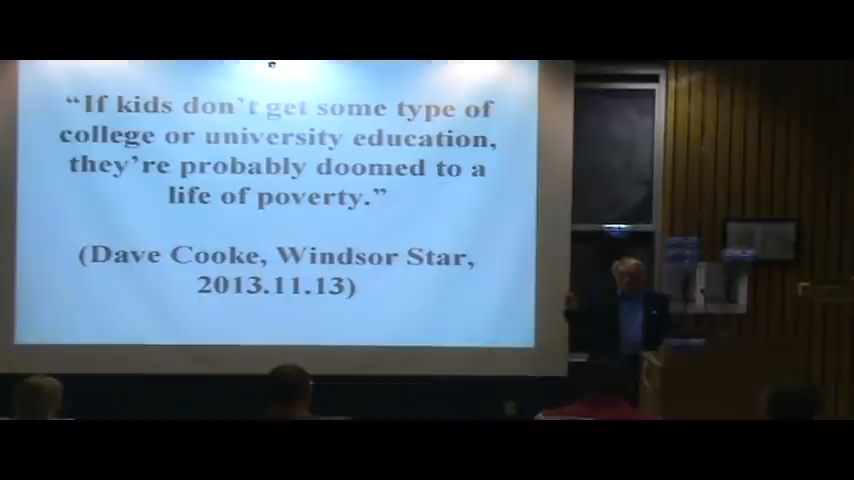 “If kids don't get some type of
college or university education,
they're probably doomed to a
life of poverty.”
(Dave Cooke, Windsor Star,
2013.11.13)